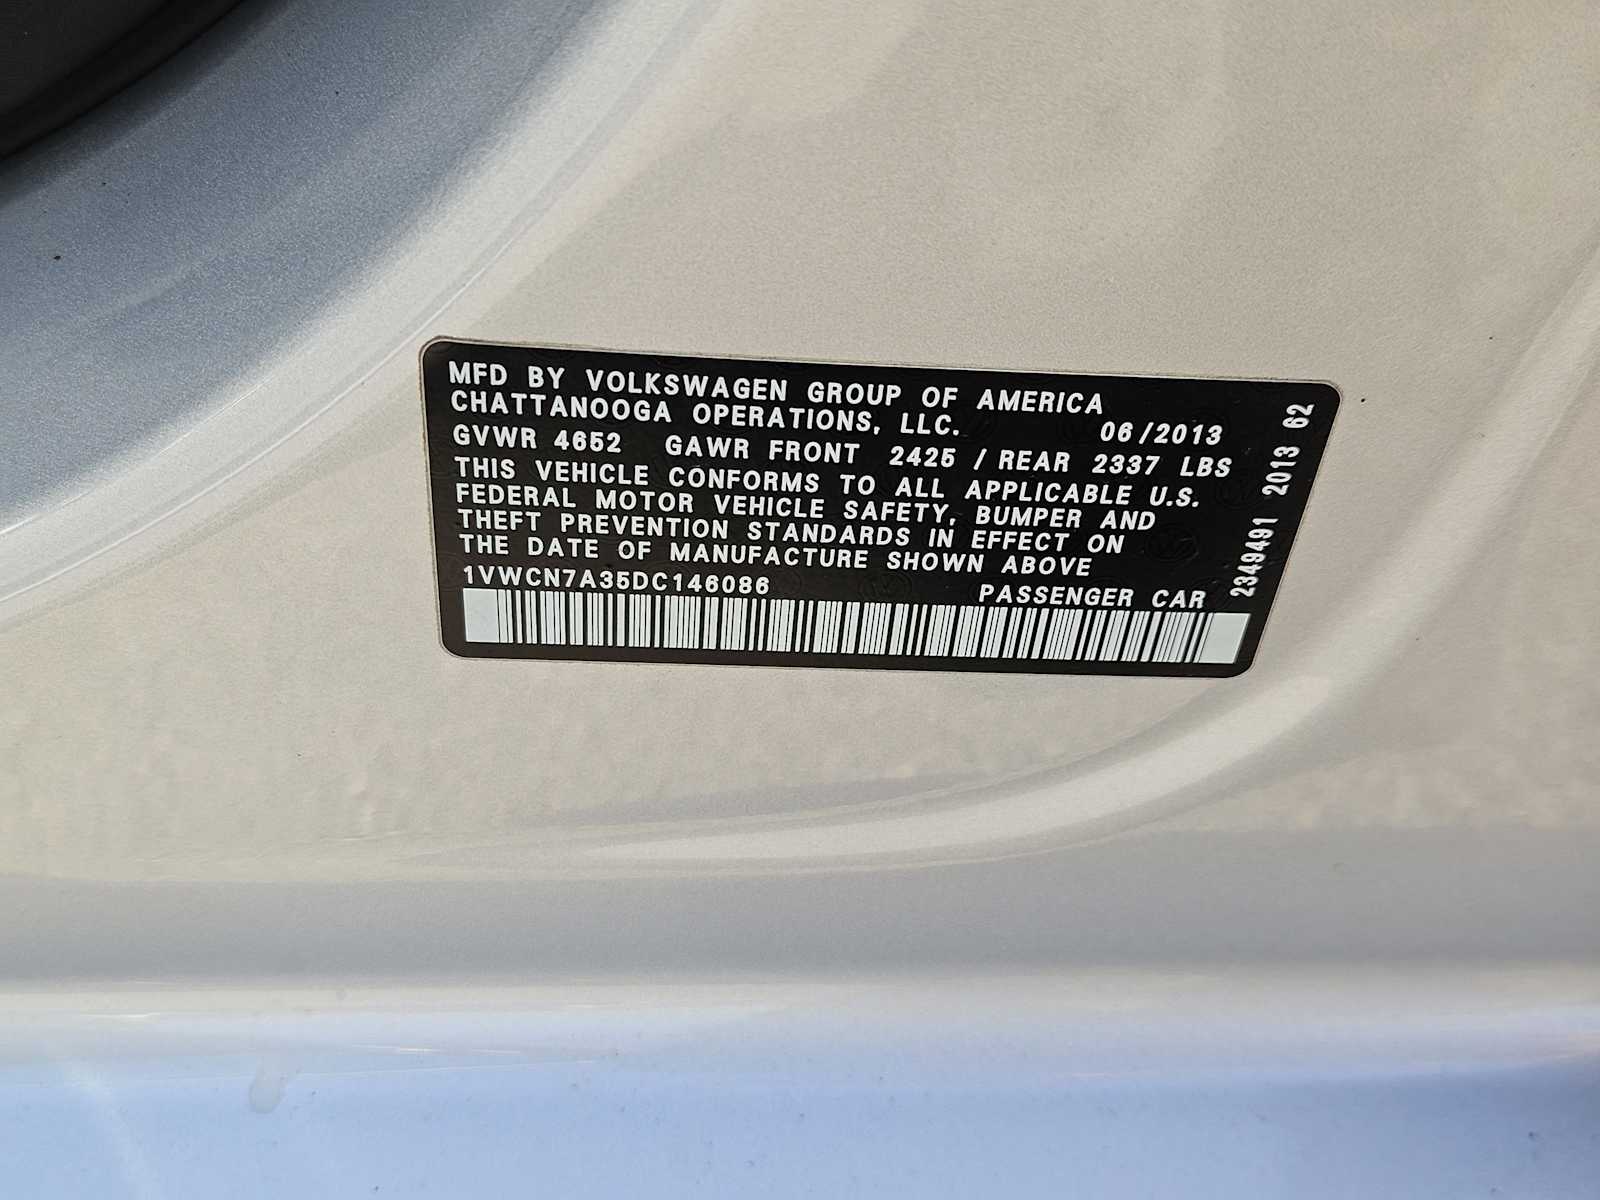 MFD BY VOLKSWAGEN GROUP OF AMERICA
CHATTANOOGA OPERATIONS, LLC. 06/2013
GVWR 4652 GAWR FRONT 2425 / REAR 2337 LBS
THIS VEHICLE CONFORMS TO ALL APPLICABLE U.S.
FEDERAL MOTOR VEHICLE SAFETY, BUMPER AND
THEFT PREVENTION STANDARDS IN EFFECT ON
THE DATE OF MANUFACTURE SHOWN ABOVE
1VWCN7A35DC146086 PASSENGER CAR
2349491 2013 62